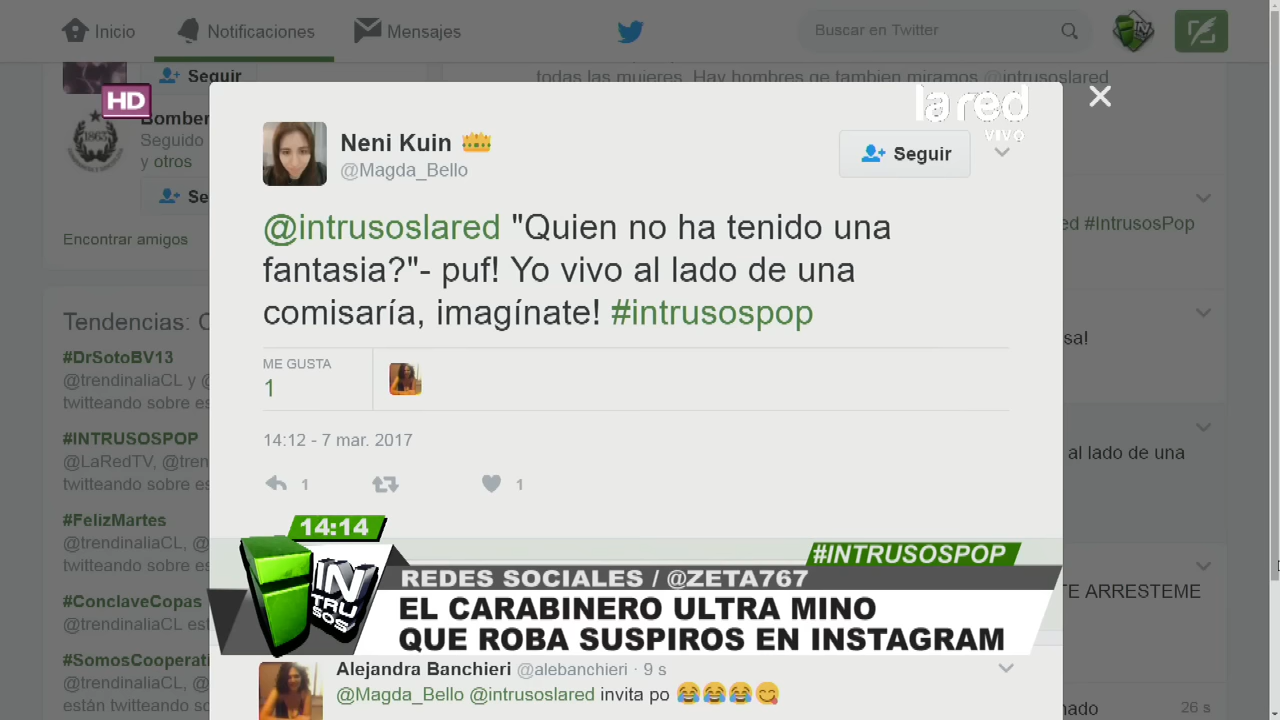 Inicio
Notificaciones
Mensajes
Buscar en Twitter
Seguir
todas las mujeres. Hay hombres qe tambien miramos @intrusoslared
HD
la red
VIVO
Bomber
Seguido
y otros
Se
Encontrar amigos
Neni Kuin
@Magda_Bello
Seguir
@intrusoslared "Quien no ha tenido una
fantasia?"- puf! Yo vivo al lado de una
comisaría, imagínate! #intrusospop
ME GUSTA
1
14:12 - 7 mar. 2017
1
1
ed #IntrusosPop
sa!
al lado de una
TE ARRESTEME
nado
26 s
Tendencias: C
#DrSotoBV13
@trendinaliaCL y @
twitteando sobre es
#INTRUSOSPOP
@LaRedTV, @tren
twitteando sobre es
#FelizMartes
@trendinaliaCL, @
twitteando sobre es
#ConclaveCopas
@trendinaliaCL est
#SomosCooperati
@trendinaliaCL, @
están twitteando so
14:14
INTRUSOS
#INTRUSOSPOP
REDES SOCIALES / @ZETA767
EL CARABINERO ULTRA MINO
QUE ROBA SUSPIROS EN INSTAGRAM
Alejandra Banchieri @alebanchieri · 9 s
@Magda_Bello @intrusoslared invita po 😂😂😂😋